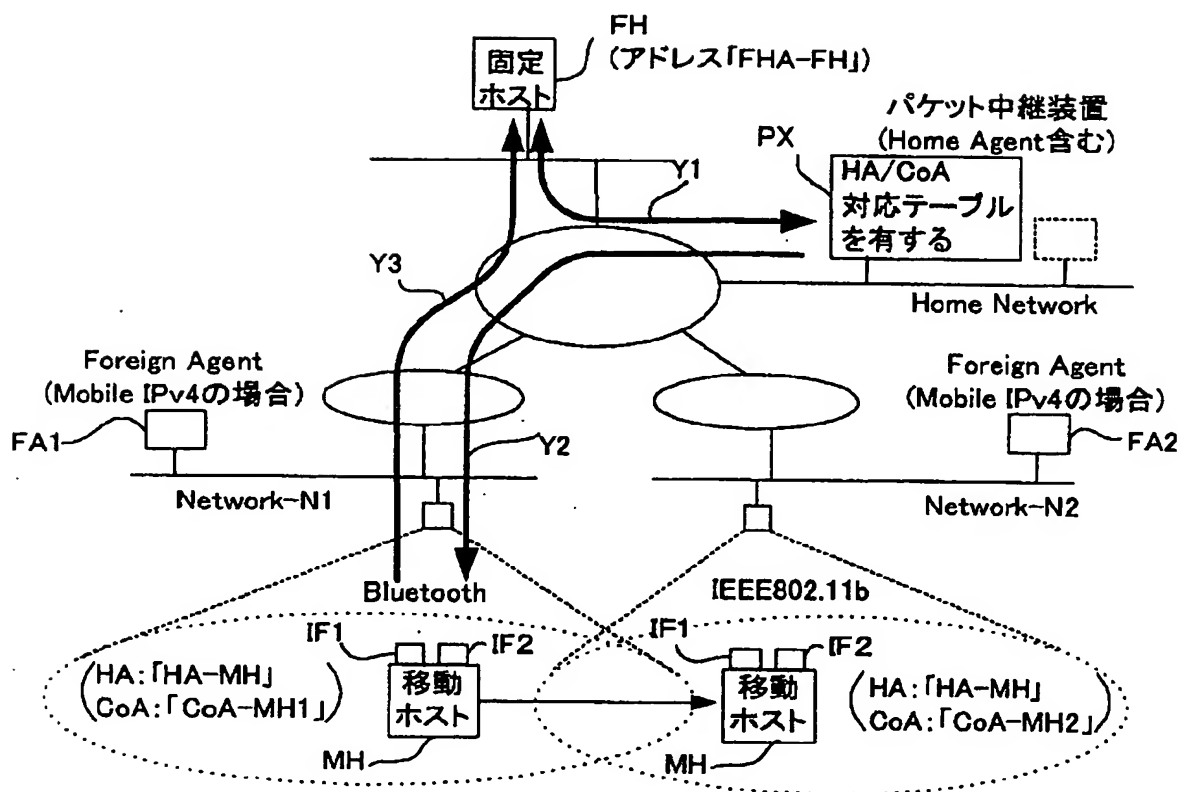 FH
(アドレス「FHA-FH」)
固定
ホスト
パケット中継装置
(Home Agent含む)
PX
HA/CoA
対応テーブル
を有する
Y1
Y3
Home Network
Foreign Agent
(Mobile IPv4の場合)
FA1
Y2
Foreign Agent
(Mobile IPv4の場合)
FA2
Network-N1
Network-N2
Bluetooth
IEEE802.11b
IF1
IF2
IF1
IF2
HA:「HA-MH」
CoA:「CoA-MH1」
移動
ホスト
移動
ホスト
HA:「HA-MH」
CoA:「CoA-MH2」
MH
MH